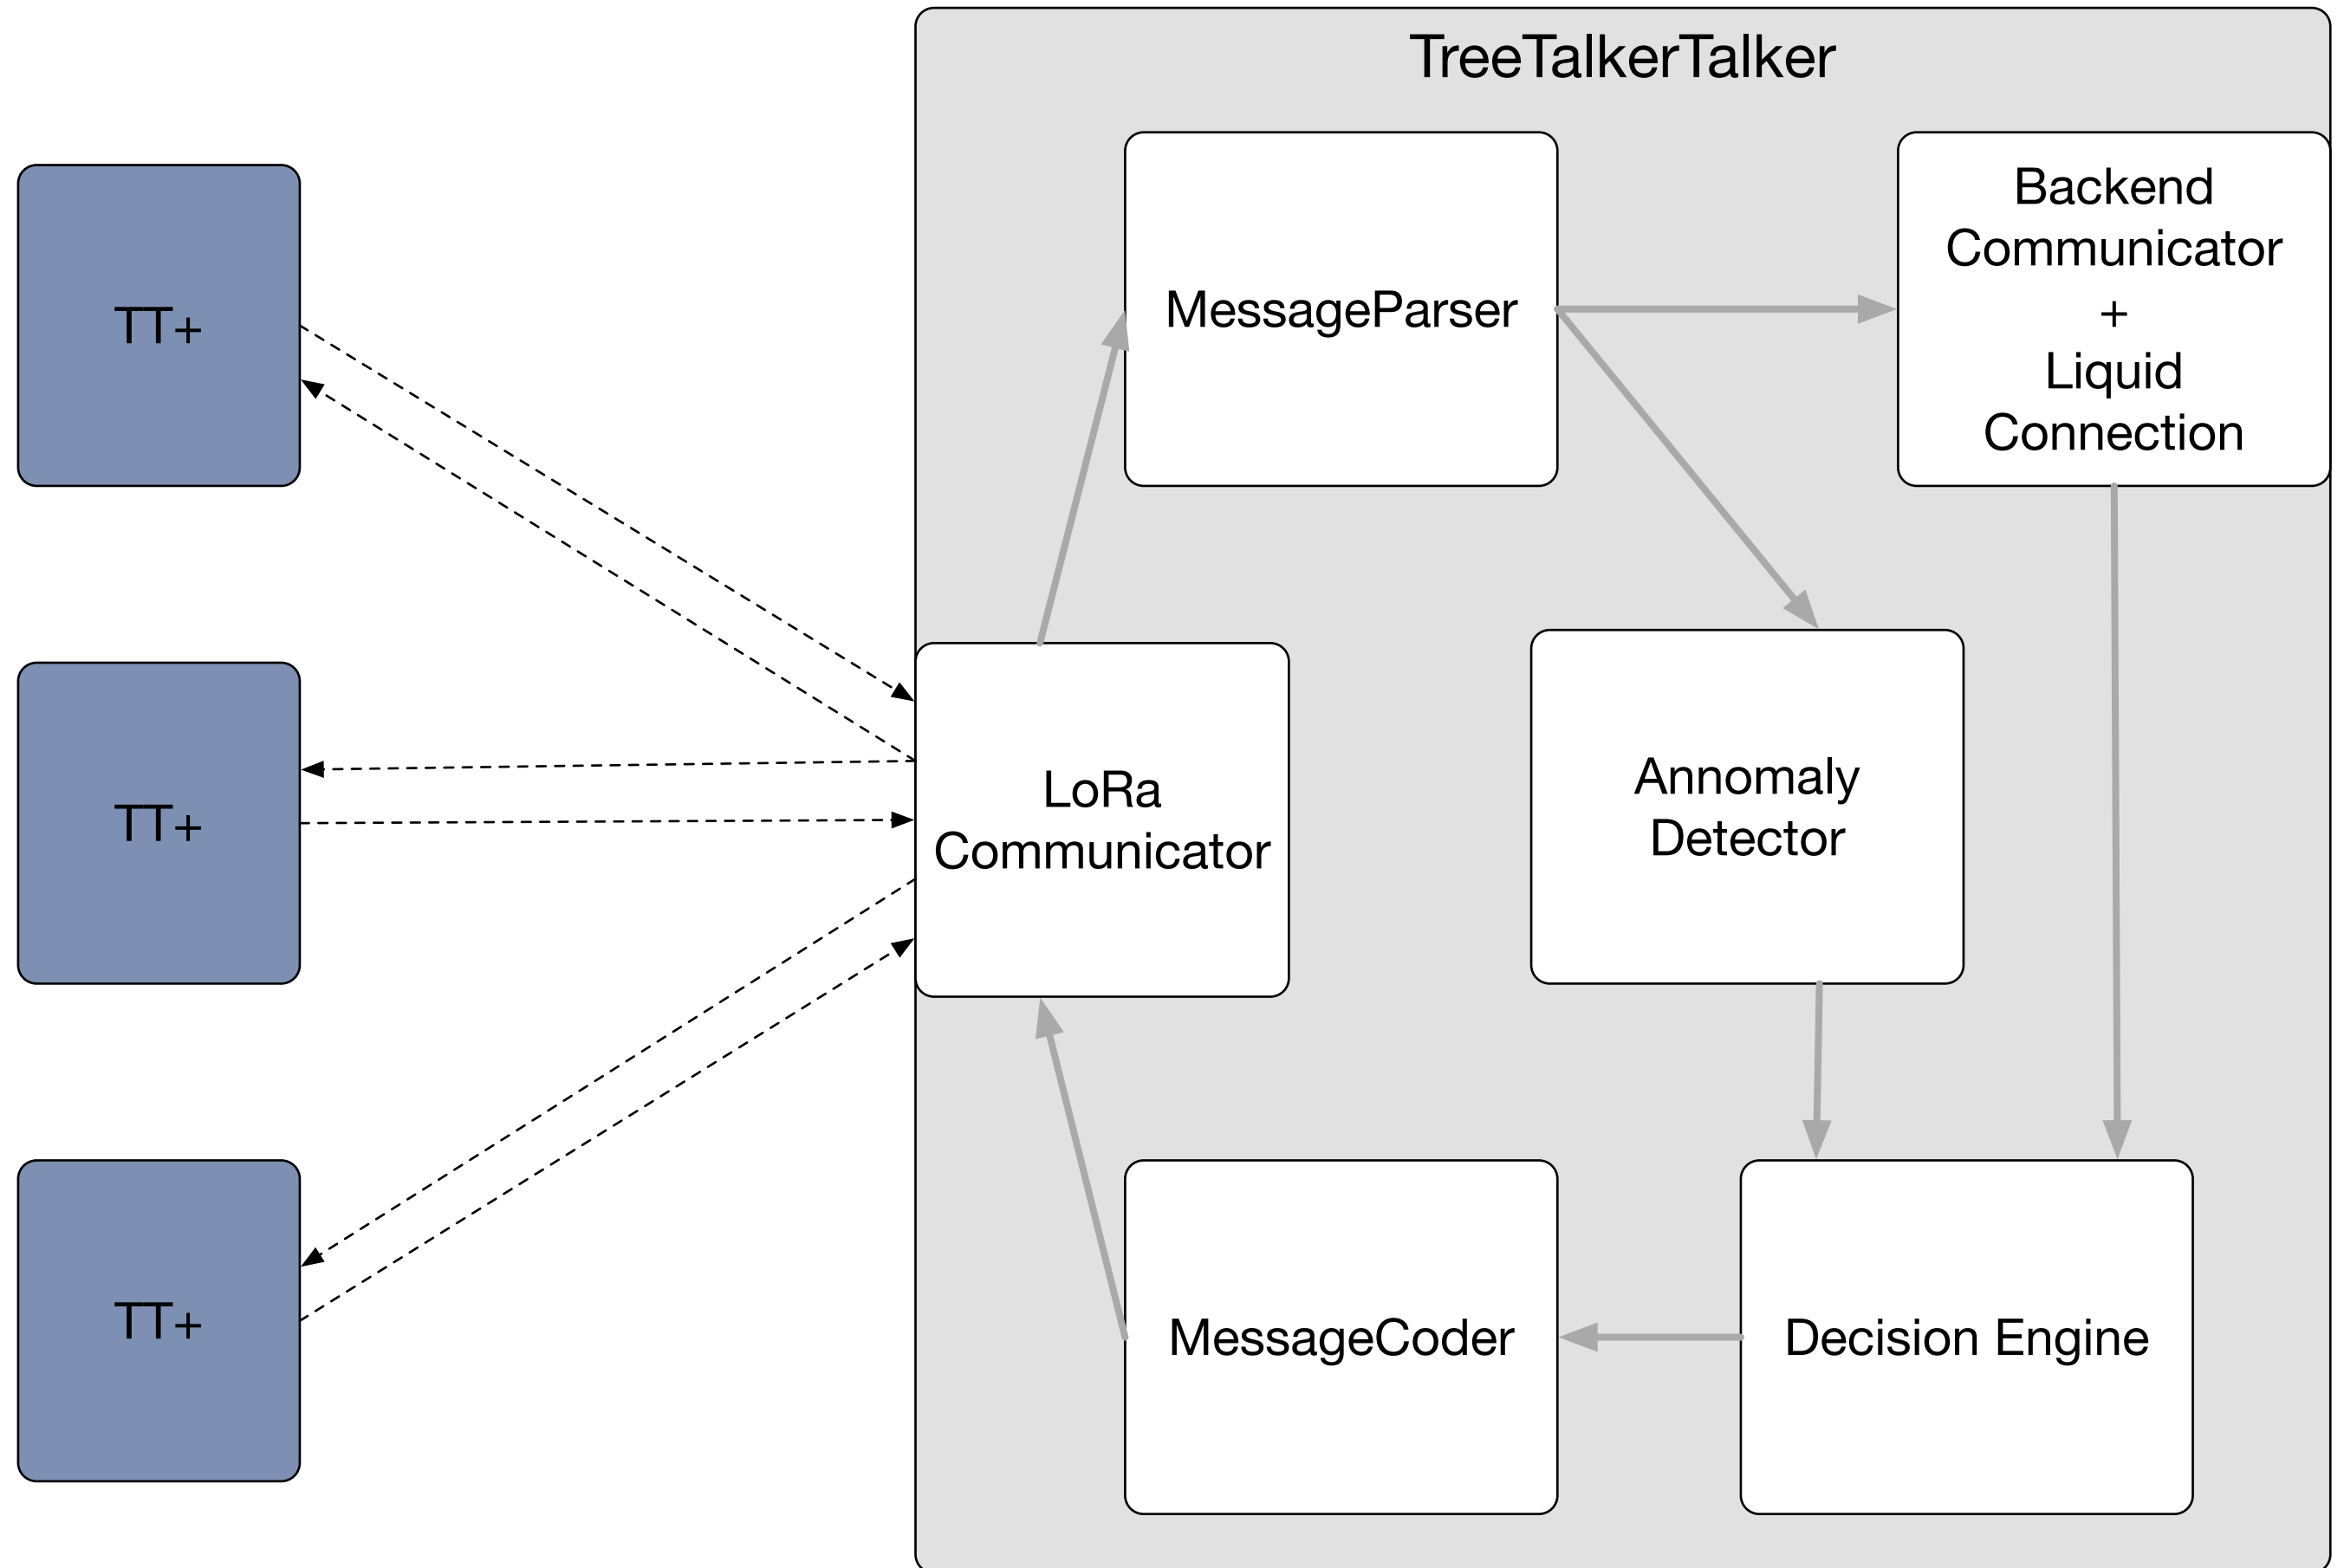 TreeTalkerTalker
TT+
MessageParser
Backend
Communicator
+
Liquid
Connection
TT+
LoRa
Communicator
Annomaly
Detector
TT+
MessageCoder
Decision Engine